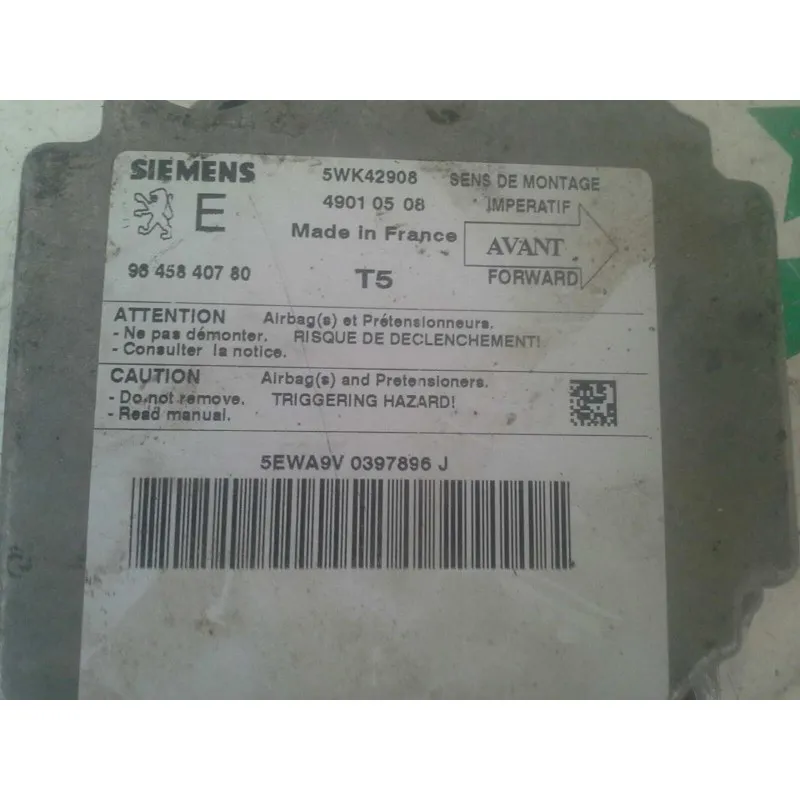 SIEMENS 5WK42908 SENS DE MONTAGE
E 4901 05 08 IMPERATIF
Made in France AVANT
96 458 407 80 T5 FORWARD
ATTENTION Airbag(s) et Prétensionneurs.
- Ne pas démonter. RISQUE DE DECLENCHEMENT!
- Consulter la notice.
CAUTION Airbag(s) and Pretensioners.
- Do not remove. TRIGGERING HAZARD!
- Read manual.
5EWA9V 0397896 J